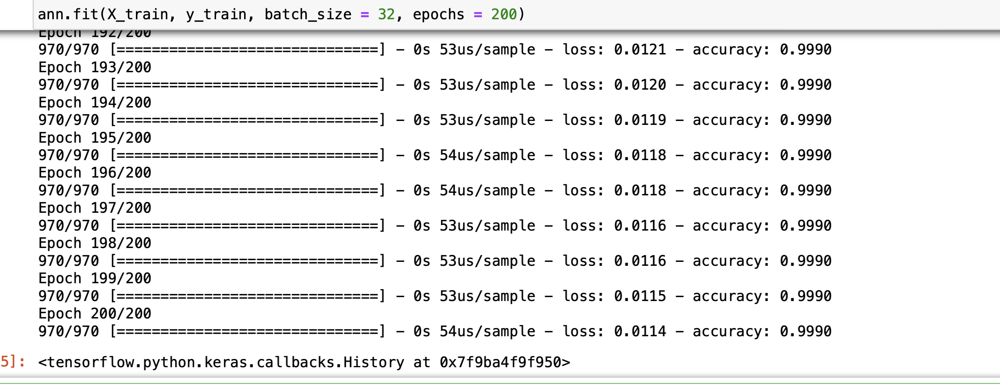 ann.fit(X_train, y_train, batch_size = 32, epochs = 200)
Epoch 192/200
970/970 [==============================] - 0s 53us/sample - loss: 0.0121 - accuracy: 0.9990
Epoch 193/200
970/970 [==============================] - 0s 53us/sample - loss: 0.0120 - accuracy: 0.9990
Epoch 194/200
970/970 [==============================] - 0s 53us/sample - loss: 0.0119 - accuracy: 0.9990
Epoch 195/200
970/970 [==============================] - 0s 54us/sample - loss: 0.0118 - accuracy: 0.9990
Epoch 196/200
970/970 [==============================] - 0s 54us/sample - loss: 0.0118 - accuracy: 0.9990
Epoch 197/200
970/970 [==============================] - 0s 53us/sample - loss: 0.0116 - accuracy: 0.9990
Epoch 198/200
970/970 [==============================] - 0s 53us/sample - loss: 0.0116 - accuracy: 0.9990
Epoch 199/200
970/970 [==============================] - 0s 53us/sample - loss: 0.0115 - accuracy: 0.9990
Epoch 200/200
970/970 [==============================] - 0s 54us/sample - loss: 0.0114 - accuracy: 0.9990
5]: <tensorflow.python.keras.callbacks.History at 0x7f9ba4f9f950>